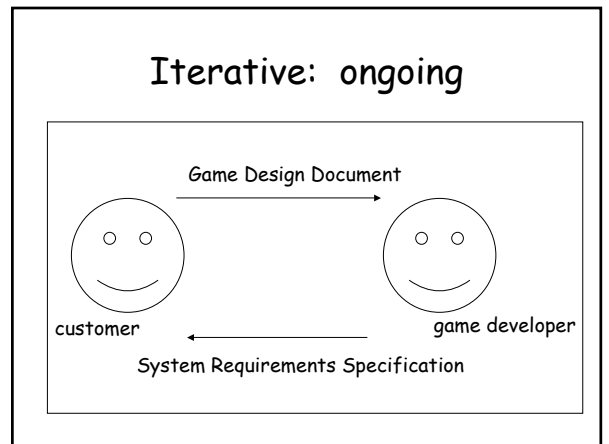 Iterative: ongoing
Game Design Document
customer
game developer
System Requirements Specification